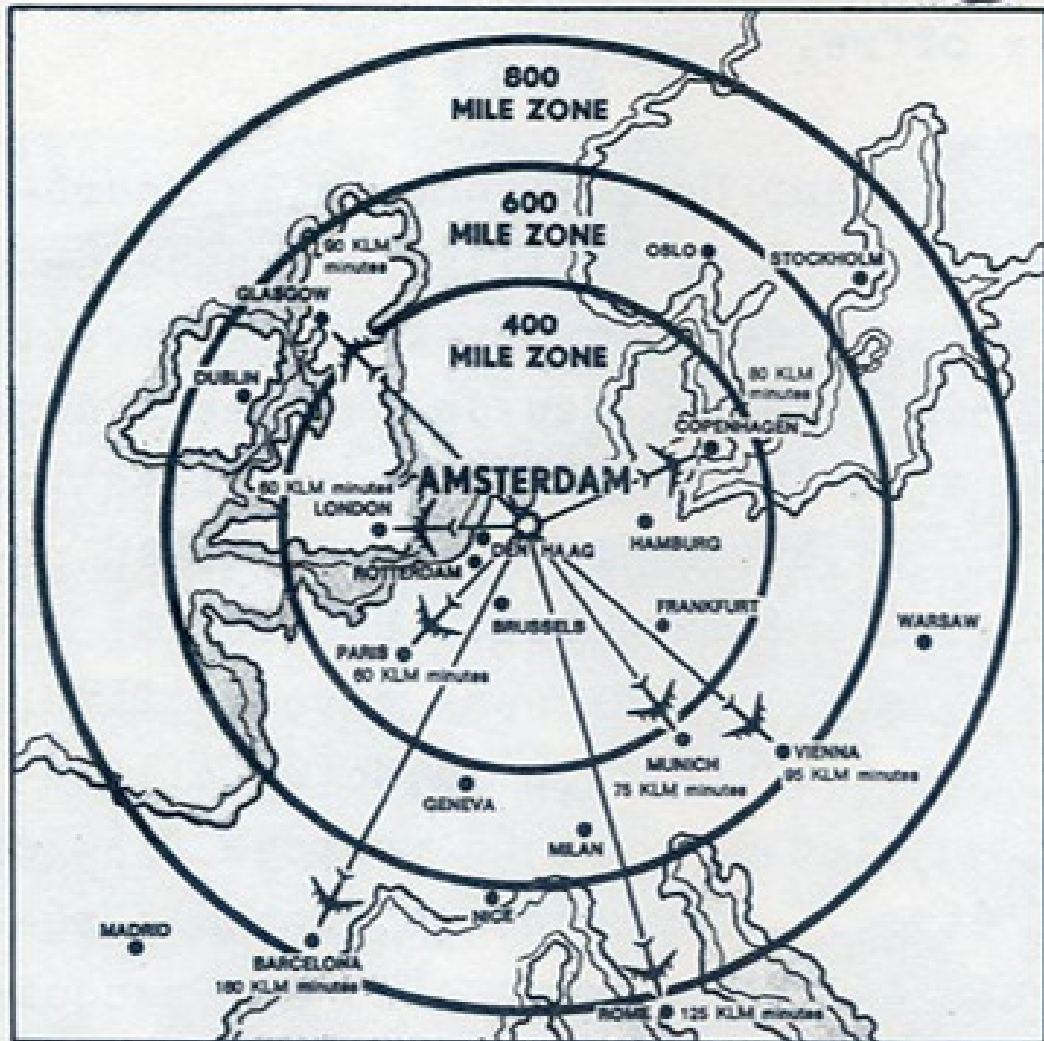 800
MILE ZONE
600
MILE ZONE
90 KLM
minutes
OSLO
STOCKHOLM
GLASGOW
400
MILE ZONE
DUBLIN
80 KLM
minutes
COPENHAGEN
AMSTERDAM
60 KLM minutes
LONDON
DEN HAAG
HAMBURG
ROTTERDAM
FRANKFURT
BRUSSELS
WARSAW
PARIS
60 KLM minutes
VIENNA
95 KLM minutes
MUNICH
75 KLM minutes
GENEVA
MILAN
NICE
MADRID
BARCELONA
180 KLM minutes
ROME 125 KLM minutes